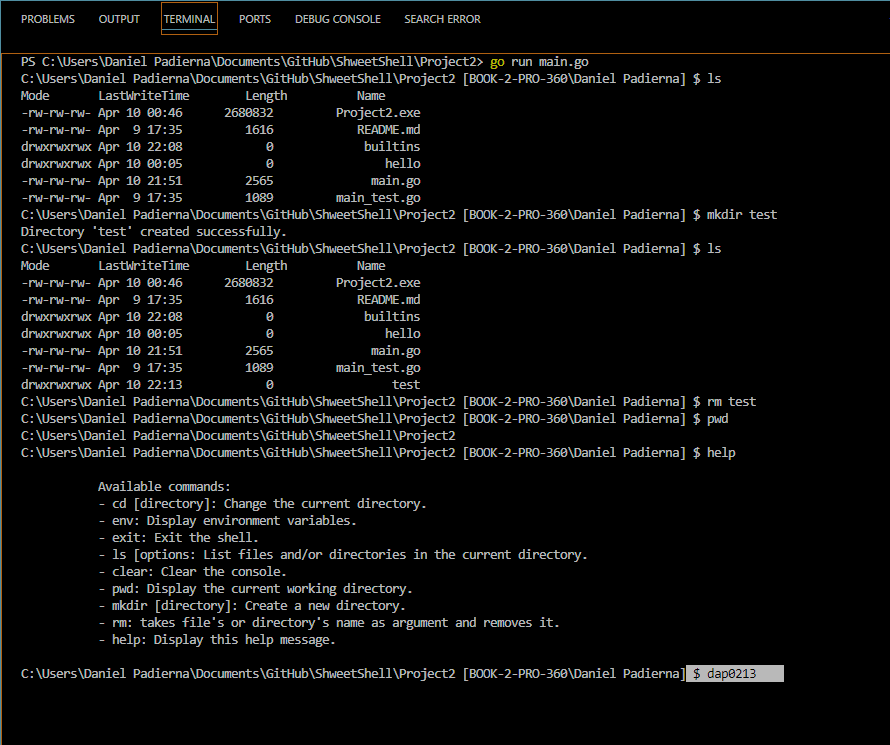 PROBLEMS OUTPUT TERMINAL PORTS DEBUG CONSOLE SEARCH ERROR
PS C:\Users\Daniel Padierna\Documents\GitHub\ShweetShell\Project2> go run main.go
C:\Users\Daniel Padierna\Documents\GitHub\ShweetShell\Project2 [BOOK-2-PRO-360\Daniel Padierna] $ ls
Mode       LastWriteTime        Length          Name
-rw-rw-rw- Apr 10 00:46      2680832         Project2.exe
-rw-rw-rw- Apr  9 17:35         1616            README.md
drwxrwxrwx Apr 10 22:08            0             builtins
drwxrwxrwx Apr 10 00:05            0                hello
-rw-rw-rw- Apr 10 21:51         2565              main.go
-rw-rw-rw- Apr  9 17:35         1089         main_test.go
C:\Users\Daniel Padierna\Documents\GitHub\ShweetShell\Project2 [BOOK-2-PRO-360\Daniel Padierna] $ mkdir test
Directory 'test' created successfully.
C:\Users\Daniel Padierna\Documents\GitHub\ShweetShell\Project2 [BOOK-2-PRO-360\Daniel Padierna] $ ls
Mode       LastWriteTime        Length          Name
-rw-rw-rw- Apr 10 00:46      2680832         Project2.exe
-rw-rw-rw- Apr  9 17:35         1616            README.md
drwxrwxrwx Apr 10 22:08            0             builtins
drwxrwxrwx Apr 10 00:05            0                hello
-rw-rw-rw- Apr 10 21:51         2565              main.go
-rw-rw-rw- Apr  9 17:35         1089         main_test.go
drwxrwxrwx Apr 10 22:13            0                 test
C:\Users\Daniel Padierna\Documents\GitHub\ShweetShell\Project2 [BOOK-2-PRO-360\Daniel Padierna] $ rm test
C:\Users\Daniel Padierna\Documents\GitHub\ShweetShell\Project2 [BOOK-2-PRO-360\Daniel Padierna] $ pwd
C:\Users\Daniel Padierna\Documents\GitHub\ShweetShell\Project2
C:\Users\Daniel Padierna\Documents\GitHub\ShweetShell\Project2 [BOOK-2-PRO-360\Daniel Padierna] $ help
Available commands:
- cd [directory]: Change the current directory.
- env: Display environment variables.
- exit: Exit the shell.
- ls [options: List files and/or directories in the current directory.
- clear: Clear the console.
- pwd: Display the current working directory.
- mkdir [directory]: Create a new directory.
- rm: takes file's or directory's name as argument and removes it.
- help: Display this help message.
C:\Users\Daniel Padierna\Documents\GitHub\ShweetShell\Project2 [BOOK-2-PRO-360\Daniel Padierna] $ dap0213